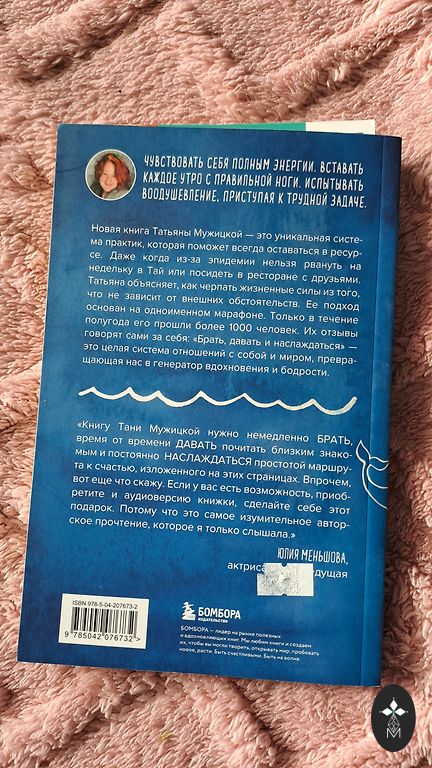 ЧУВСТВОВАТЬ СЕБЯ ПОЛНЫМ ЭНЕРГИИ. ВСТАВАТЬ
КАЖДОЕ УТРО С ПРАВИЛЬНОЙ НОГИ. ИСПЫТЫВАТЬ
ВООДУШЕВЛЕНИЕ, ПРИСТУПАЯ К ТРУДНОЙ ЗАДАЧЕ.
Новая книга Татьяны Мужицкой — это уникальная систе-
ма практик, которая поможет всегда оставаться в ресур-
се. Даже когда из-за эпидемии нельзя рвануть на
недельку в Тай или посидеть в ресторане с друзьями.
Татьяна объясняет, как черпать жизненные силы из того,
что не зависит от внешних обстоятельств. Ее подход
основан на одноименном марафоне. Только в течение
полугода его прошли более 1000 человек. Их отзывы
говорят сами за себя: «Брать, давать и наслаждаться» —
это целая система отношений с собой и миром, превра-
щающая нас в генератор вдохновения и бодрости.
«Книгу Тани Мужицкой нужно немедленно БРАТЬ,
время от времени ДАВАТЬ почитать близким знако-
мым и постоянно НАСЛАЖДАТЬСЯ простотой маршру-
та к счастью, изложенного на этих страницах. Впрочем,
вот еще что скажу. Если у вас есть возможность, приоб-
ретите и аудиоверсию книжки, сделайте себе этот
подарок. Потому что это самое изумительное автор-
ское прочтение, которое я только слышала.»
ЮЛИЯ МЕНЬШОВА,
ISBN 978-5-04-207673-2
9 785042 076732 >
БОМБОРА
ИЗДАТЕЛЬСТВО
БОМБОРА – лидер на рынке полезных
и вдохновляющих книг. Мы любим книги и создаем
их, чтобы вы могли творить, открывать мир, пробовать
новое, расти. Быть счастливыми. Быть на волне.
M